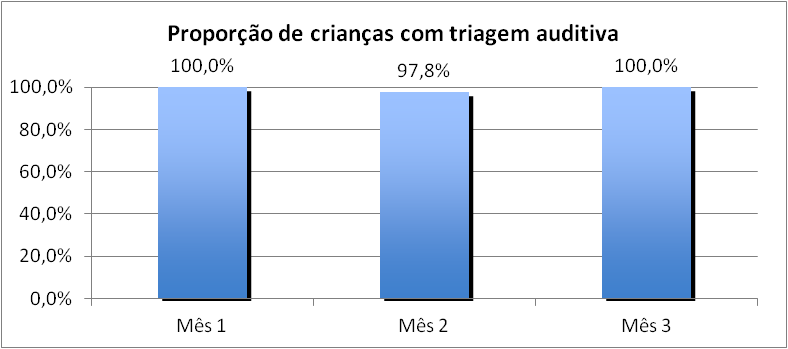 Proporção de crianças com triagem auditiva
100,0%
97,8%
100,0%
100,0%
80,0%
60,0%
40,0%
20,0%
0,0%
Mês 1
Mês 2
Mês 3